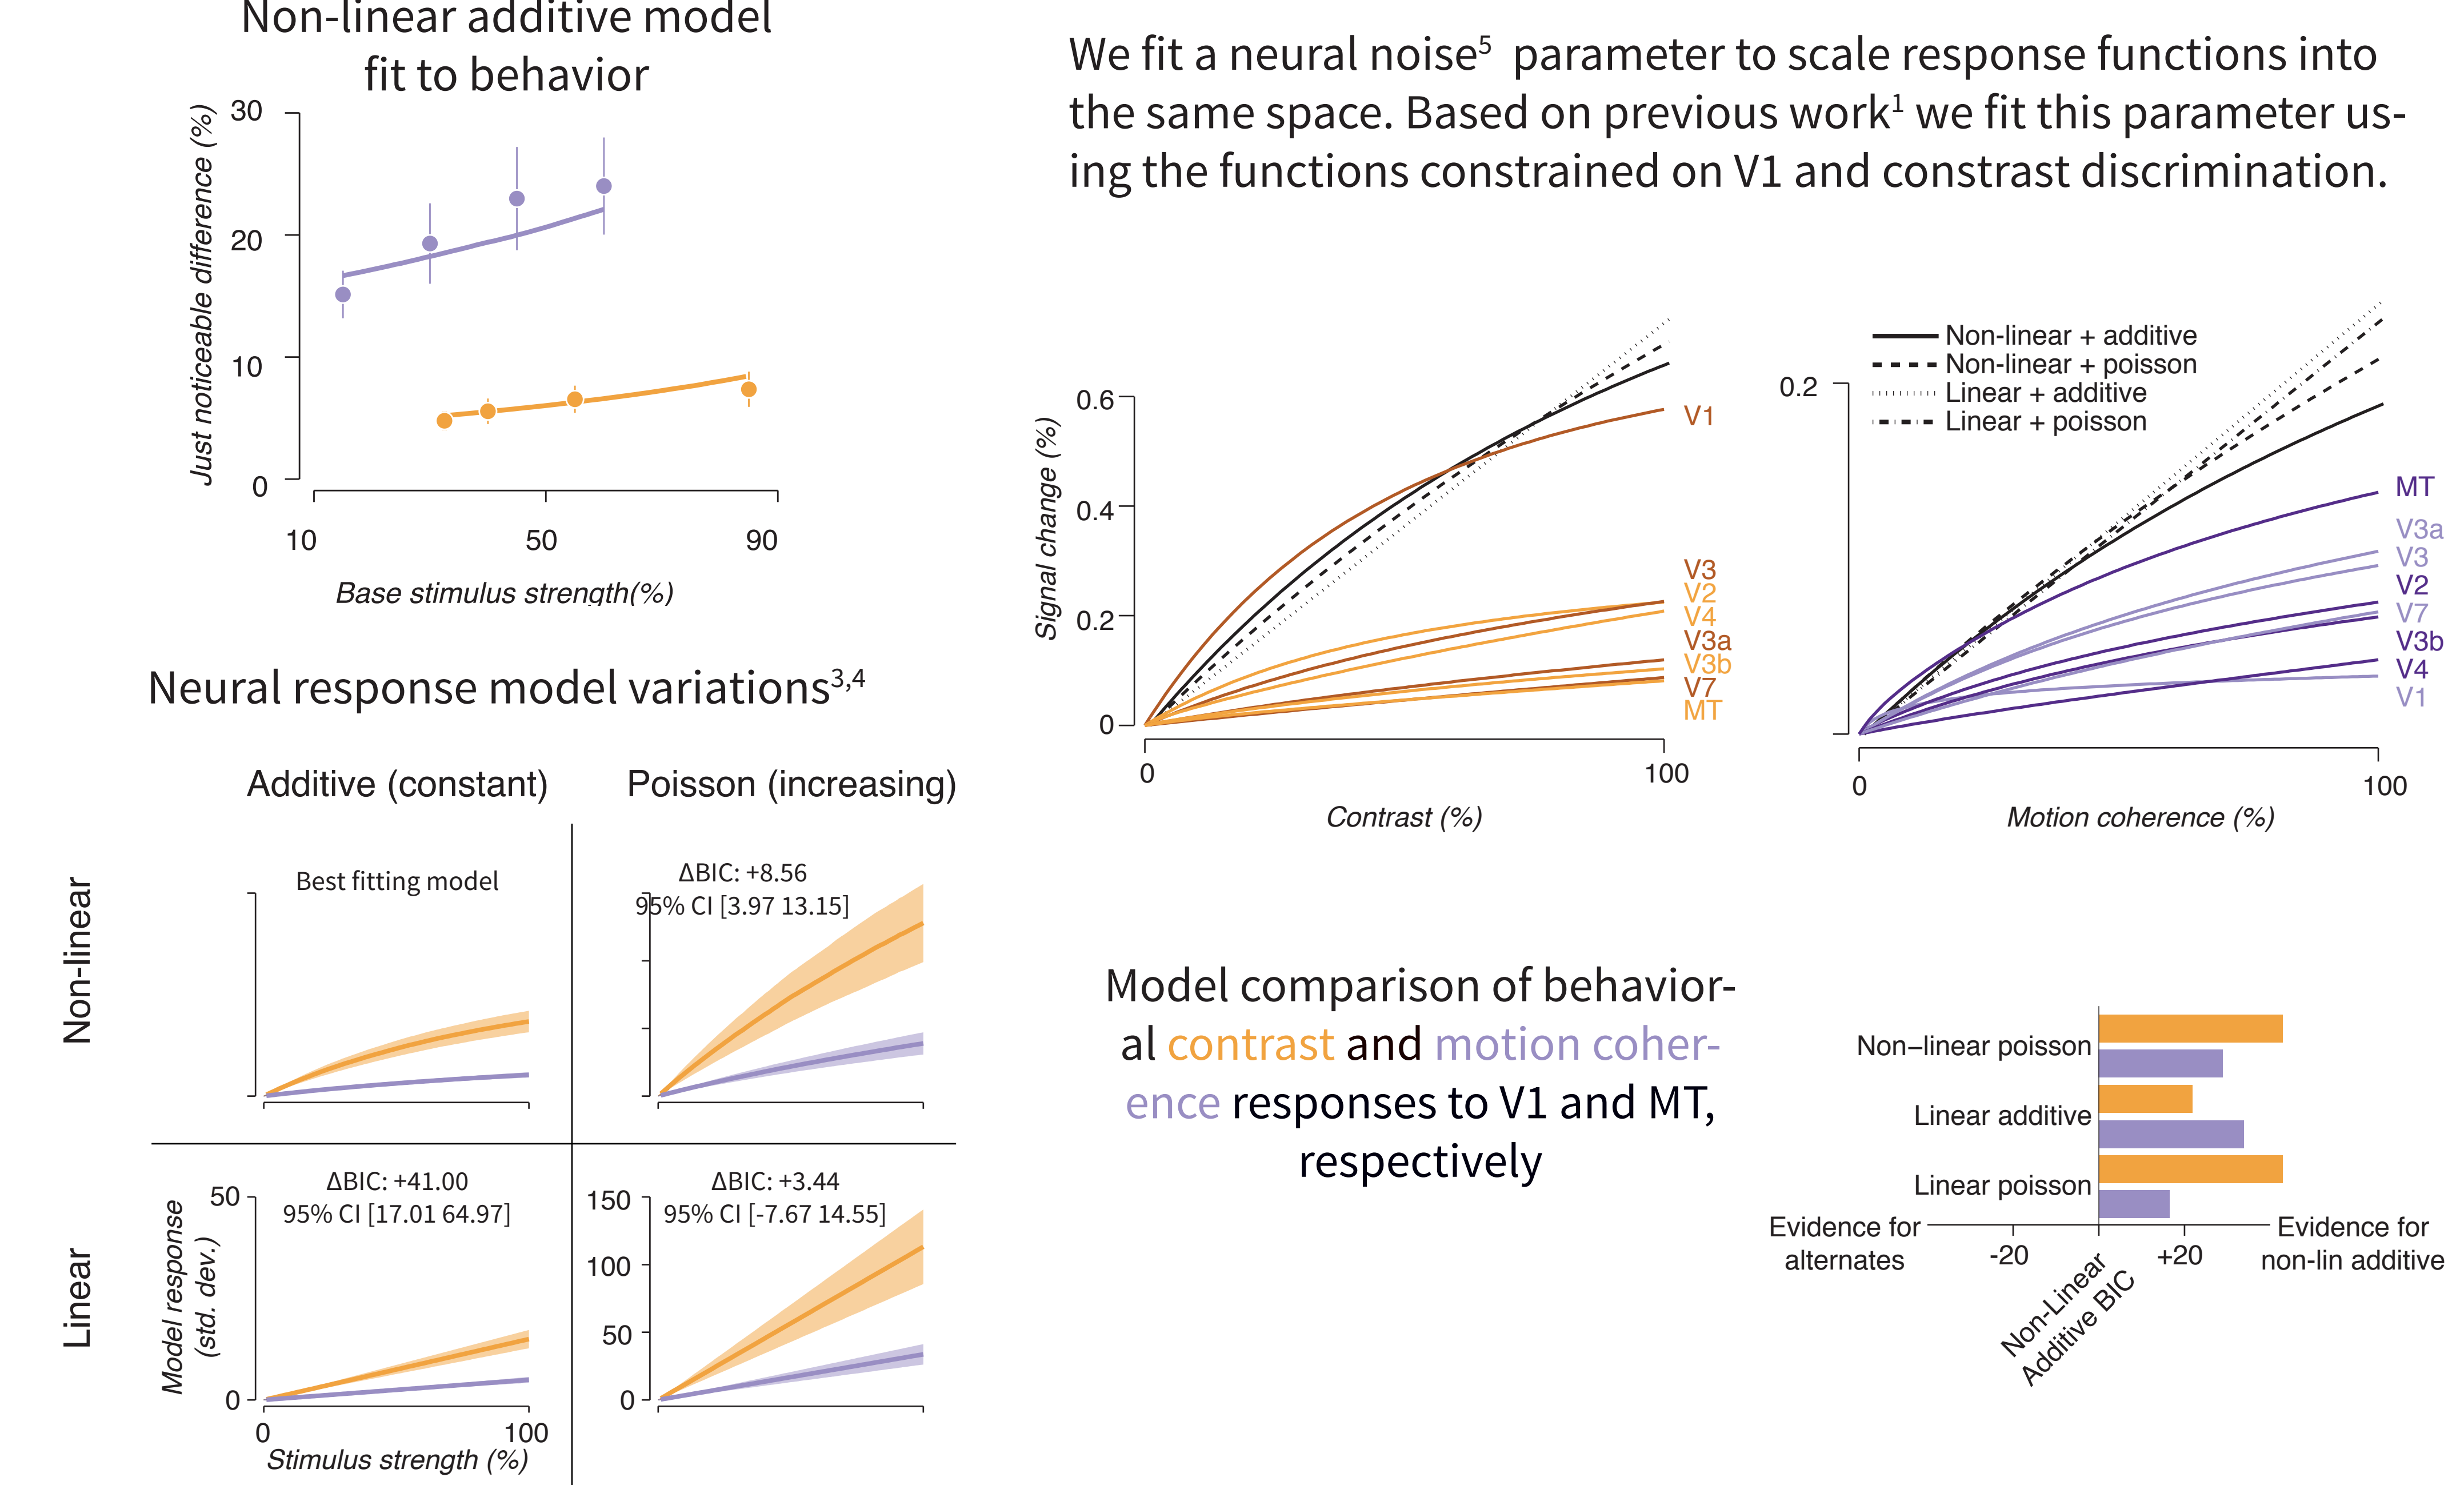 Non-linear additive model
fit to behavior
Just noticeable difference (%)
30
20
10
0
10
50
90
Base stimulus strength(%)
Neural response model variations3,4
Additive (constant)
Poisson (increasing)
Non-linear
Best fitting model
ΔBIC: +8.56
95% CI [3.97 13.15]
Linear
Model response
(std. dev.)
50
0
ΔBIC: +41.00
95% CI [17.01 64.97]
0
100
Stimulus strength (%)
150
100
50
0
ΔBIC: +3.44
95% CI [-7.67 14.55]
We fit a neural noise5 parameter to scale response functions into
the same space. Based on previous work1 we fit this parameter us-
ing the functions constrained on V1 and constrast discrimination.
Signal change (%)
0.6
0.4
0.2
0
V1
V3
V2
V4
V3a
V3b
V7
MT
0
100
Contrast (%)
0.2
Non-linear + additive
Non-linear + poisson
Linear + additive
Linear + poisson
MT
V3a
V3
V2
V7
V3b
V4
V1
0
100
Motion coherence (%)
Model comparison of behavior-
al contrast and motion coher-
ence responses to V1 and MT,
respectively
Non−linear poisson
Linear additive
Linear poisson
Evidence for
alternates
-20
Non-Linear
Additive BIC
+20
Evidence for
non-lin additive